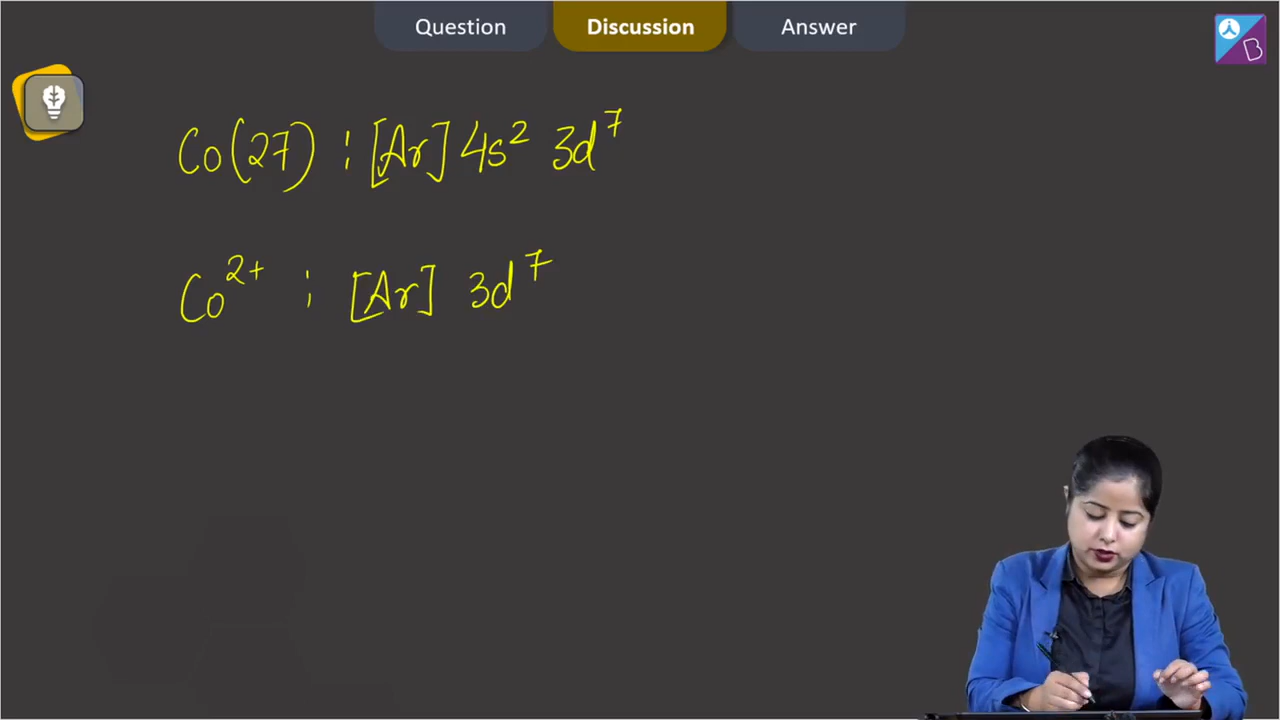 Question Discussion Answer
Co(27) : [Ar] 4s² 3d⁷
Co²⁺ : [Ar] 3d⁷